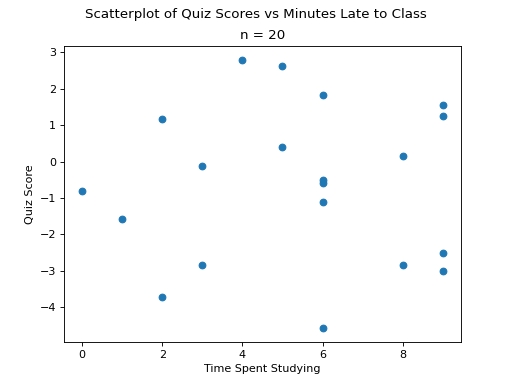 Scatterplot of Quiz Scores vs Minutes Late to Class
n = 20
3
2
1
0
−1
−2
−3
−4
Quiz Score
0 2 4 6 8
Time Spent Studying